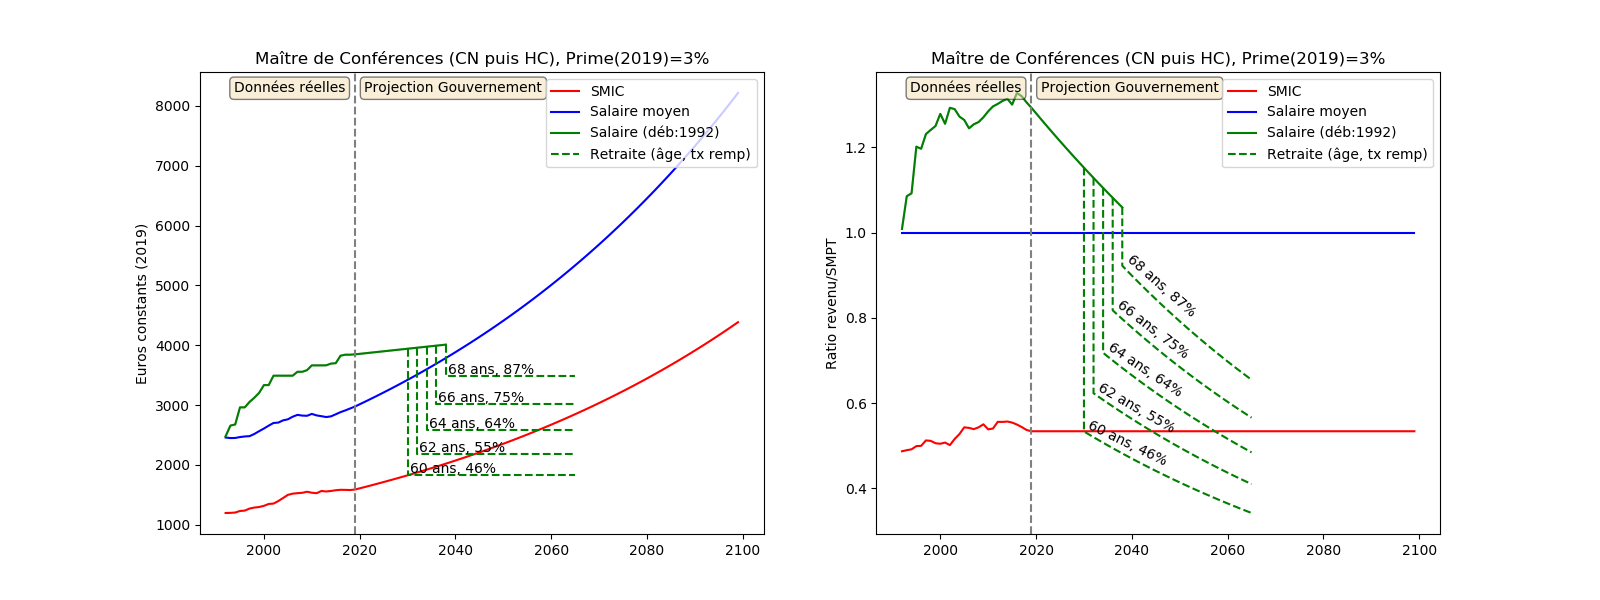 Maître de Conférences (CN puis HC), Prime(2019)=3%
Données réelles
Projection Gouvernement
SMIC
Salaire moyen
Salaire (déb:1992)
Retraite (âge, tx remp)
Euros constants (2019)
8000
7000
6000
5000
4000
3000
2000
1000
68 ans, 87%
66 ans, 75%
64 ans, 64%
62 ans, 55%
60 ans, 46%
2000
2020
2040
2060
2080
2100
Maître de Conférences (CN puis HC), Prime(2019)=3%
Données réelles
Projection Gouvernement
SMIC
Salaire moyen
Salaire (déb:1992)
Retraite (âge, tx remp)
Ratio revenu/SMPT
1.2
1.0
0.8
0.6
0.4
68 ans, 87%
66 ans, 75%
64 ans, 64%
62 ans, 55%
60 ans, 46%
2000
2020
2040
2060
2080
2100